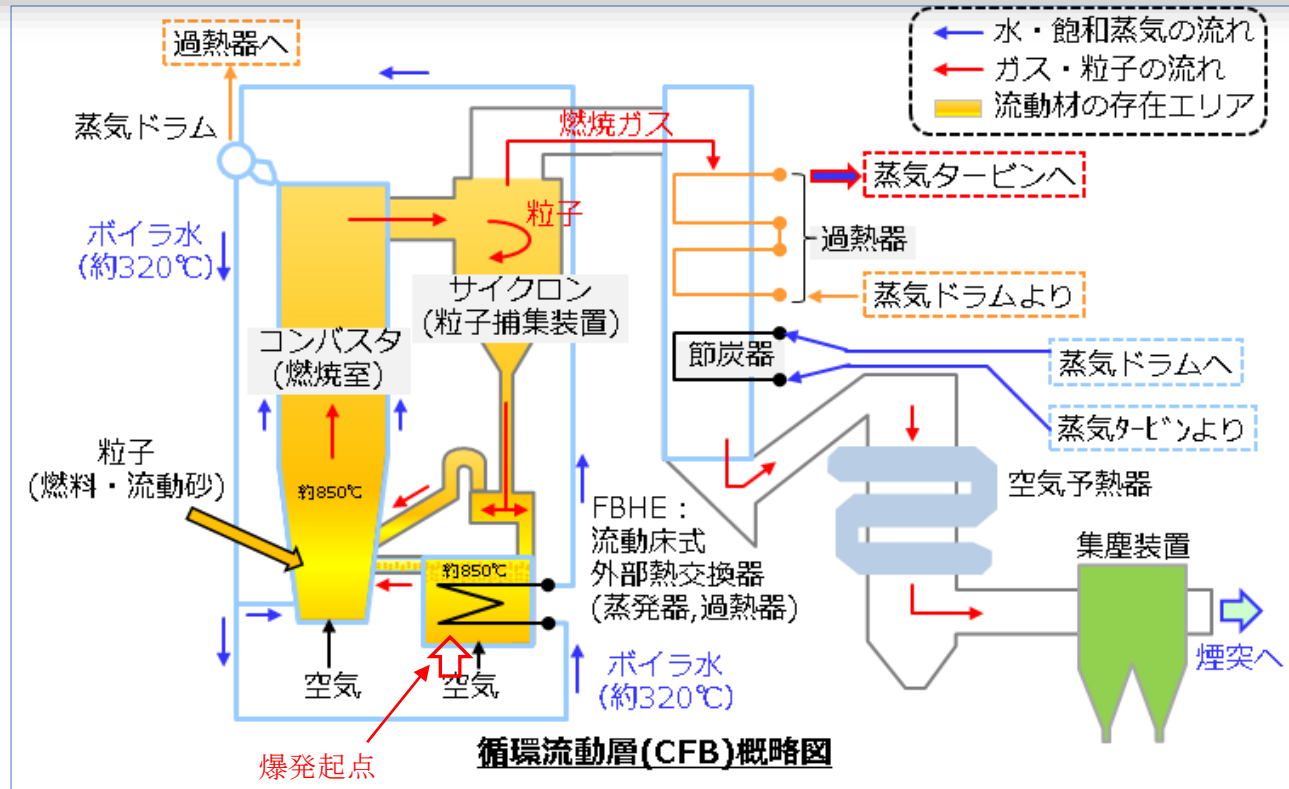 水・飽和蒸気の流れ
ガス・粒子の流れ
流動材の存在エリア
過熱器へ
蒸気ドラム
燃焼ガス
蒸気タービンへ
粒子
ボイラ水
(約320℃)
過熱器
サイクロン
(粒子捕集装置)
蒸気ドラムより
コンバスタ
(燃焼室)
節炭器
蒸気ドラムへ
蒸気ﾀｰﾋﾞﾝより
粒子
(燃料・流動砂)
約850℃
空気予熱器
FBHE：
流動床式
外部熱交換器
(蒸発器,過熱器)
集塵装置
約850℃
煙突へ
空気
空気
ボイラ水
(約320℃)
爆発起点
循環流動層(CFB)概略図